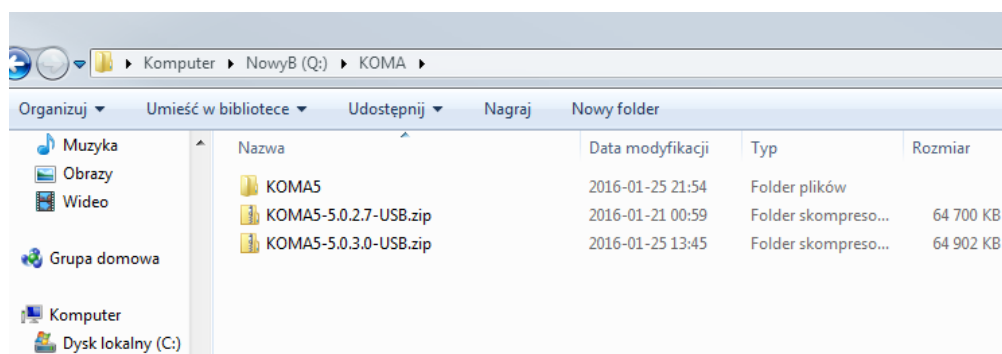 Komputer NowyB (Q:) KOMA
Organizuj Umieść w bibliotece Udostępnij Nagraj Nowy folder
Muzyka
Obrazy
Wideo
Grupa domowa
Komputer
Dysk lokalny (C:)
Nazwa Data modyfikacji Typ Rozmiar
KOMA5 2016-01-25 21:54 Folder plików
KOMA5-5.0.2.7-USB.zip 2016-01-21 00:59 Folder skompreso... 64 700 KB
KOMA5-5.0.3.0-USB.zip 2016-01-25 13:45 Folder skompreso... 64 902 KB